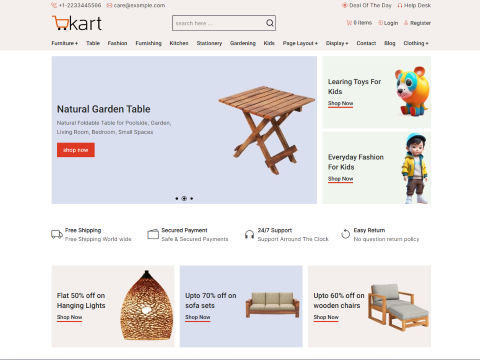 +1-2233445566 care@example.com
Deal Of The Day Help Desk
kart
search here ...
0 items Login Register
Furniture + Table Fashion Furnishing Kitchen Stationery Gardening Kids Page Layout + Display + Contact Blog Clothing +
Natural Garden Table
Natural Foldable Table for Poolside, Garden,
Living Room, Bedroom, Small Spaces
shop now
Learing Toys For
Kids
Shop Now
Everyday Fashion
For Kids
Shop Now
Free Shipping
Free Shipping World wide
Secured Payment
Safe & Secured Payments
24/7 Support
Support Arround The Clock
Easy Return
No question return policy
Flat 50% off on
Hanging Lights
Shop Now
Upto 70% off on
sofa sets
Shop Now
Upto 60% off on
wooden chairs
Shop Now